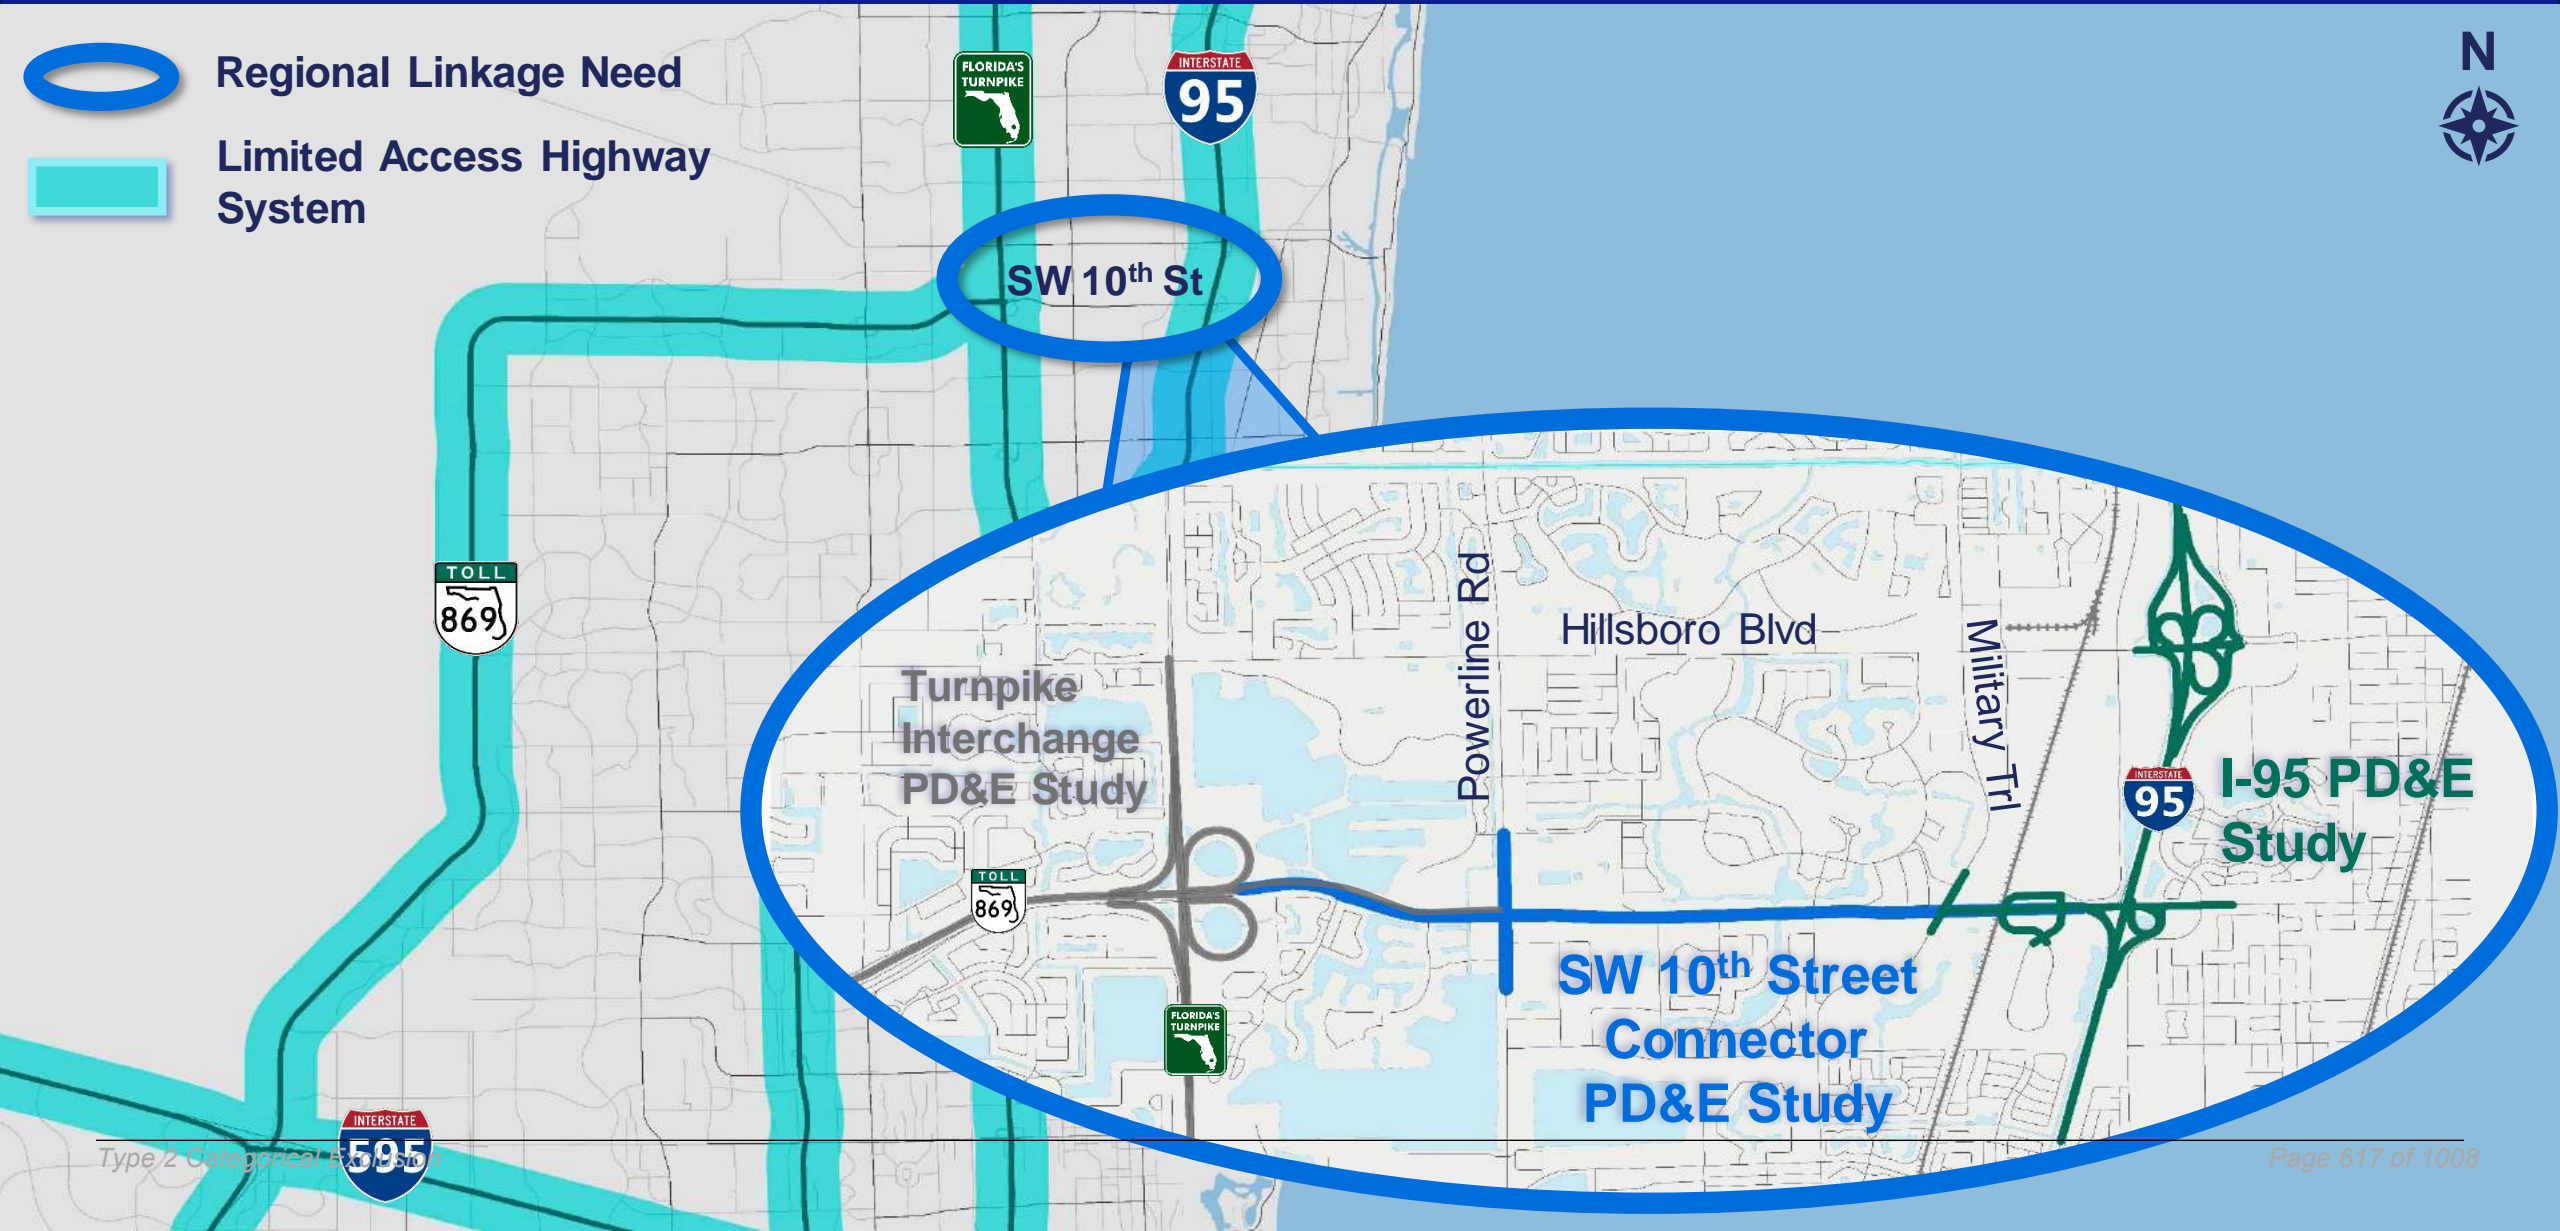 Regional Linkage Need
Limited Access Highway
System
FLORIDA'S
TURNPIKE
INTERSTATE
95
N
SW 10th St
TOLL
869
Powerline Rd
Hillsboro Blvd
Military Trl
Turnpike
Interchange
PD&E Study
INTERSTATE
95
I-95 PD&E
Study
TOLL
869
SW 10th Street
Connector
PD&E Study
FLORIDA'S
TURNPIKE
INTERSTATE
595
Type 2 Categorical Exclusion
Page 617 of 1008